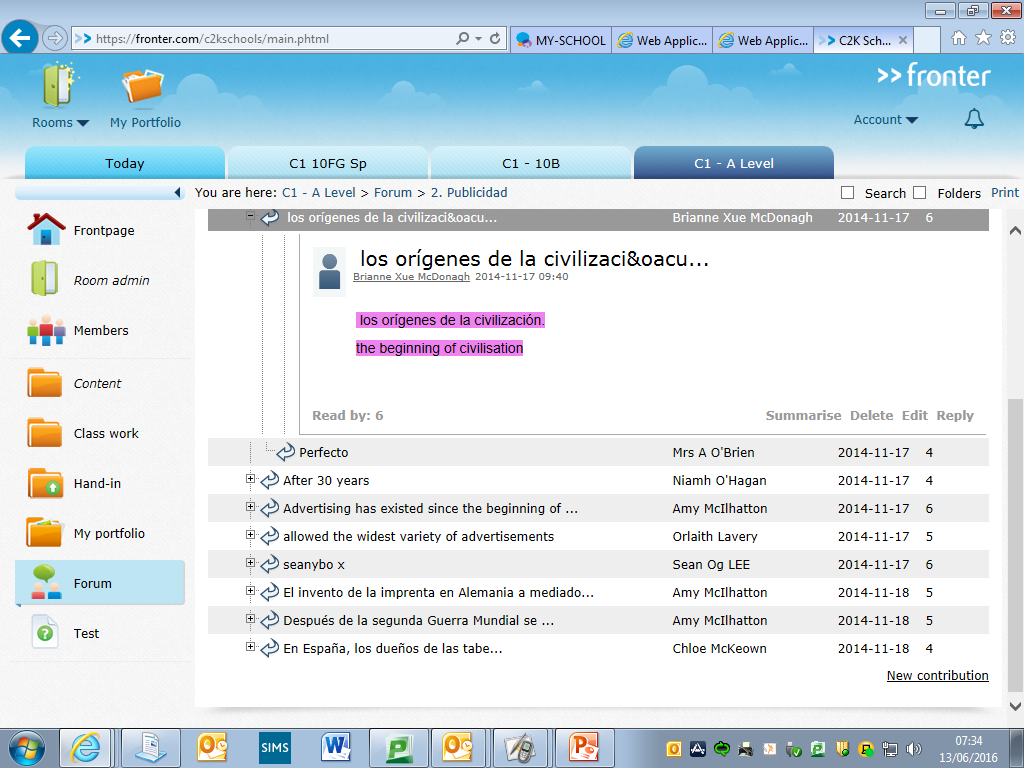 https://fronter.com/c2kschools/main.phtml
MY-SCHOOL
Web Applic...
Web Applic...
C2K Sch...
Rooms
My Portfolio
fronter
Account
Today
C1 10FG Sp
C1 - 10B
C1 - A Level
You are here: C1 - A Level > Forum > 2. Publicidad
Search
Folders
Print
Frontpage
Room admin
Members
Content
Class work
Hand-in
My portfolio
Forum
Test
los orígenes de la civilizaci&oacu... Brianne Xue McDonagh 2014-11-17 6
los orígenes de la civilizaci&oacu...
Brianne Xue McDonagh 2014-11-17 09:40
los orígenes de la civilización.
the beginning of civilisation
Read by: 6
Summarise Delete Edit Reply
Perfecto Mrs A O'Brien 2014-11-17 4
After 30 years Niamh O'Hagan 2014-11-17 4
Advertising has existed since the beginning of ... Amy McIlhatton 2014-11-17 6
allowed the widest variety of advertisements Orlaith Lavery 2014-11-17 5
seanybo x Sean Og LEE 2014-11-17 6
El invento de la imprenta en Alemania a mediado... Amy McIlhatton 2014-11-18 5
Después de la segunda Guerra Mundial se ... Amy McIlhatton 2014-11-18 5
En España, los dueños de las tabe... Chloe McKeown 2014-11-18 4
New contribution
SIMS
07:34
13/06/2016